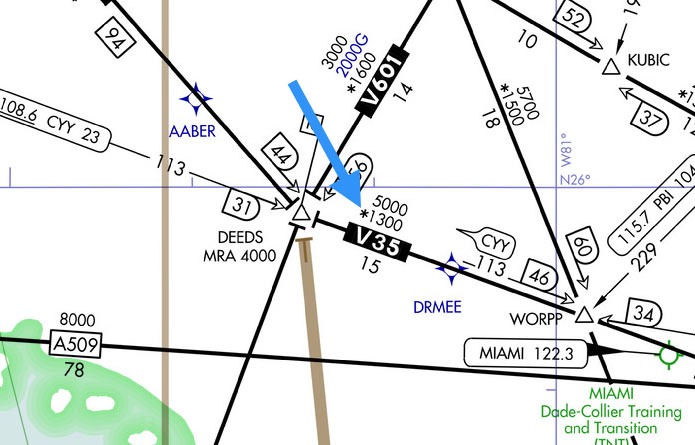 94
52
19
10
KUBIC
3000
2000G
*1600
V601
14
5700
*1500
18
37
12
W81°
N26°
108.6 CYY 23
113
AABER
44
56
31
DEEDS
MRA 4000
5000
*1300
V35
15
CYY
113
46
60
115.7 PBI 104
229
DRMEE
WORPP
34
8000
A509
78
MIAMI 122.3
MIAMI
Dade-Collier Training
and Transition
(TNT)